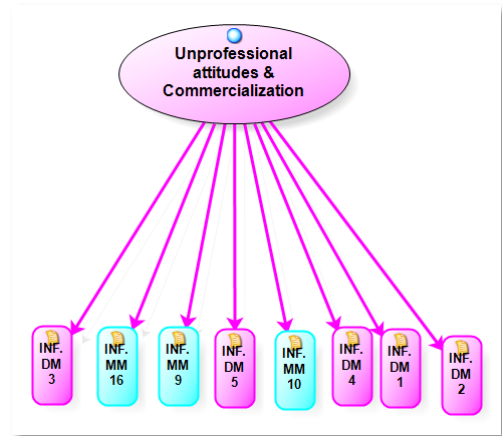 Unprofessional
attitudes &
Commercialization
INF.
DM
3
INF.
MM
16
INF.
MM
9
INF.
DM
5
INF.
MM
10
INF.
DM
4
INF.
DM
1
INF.
DM
2